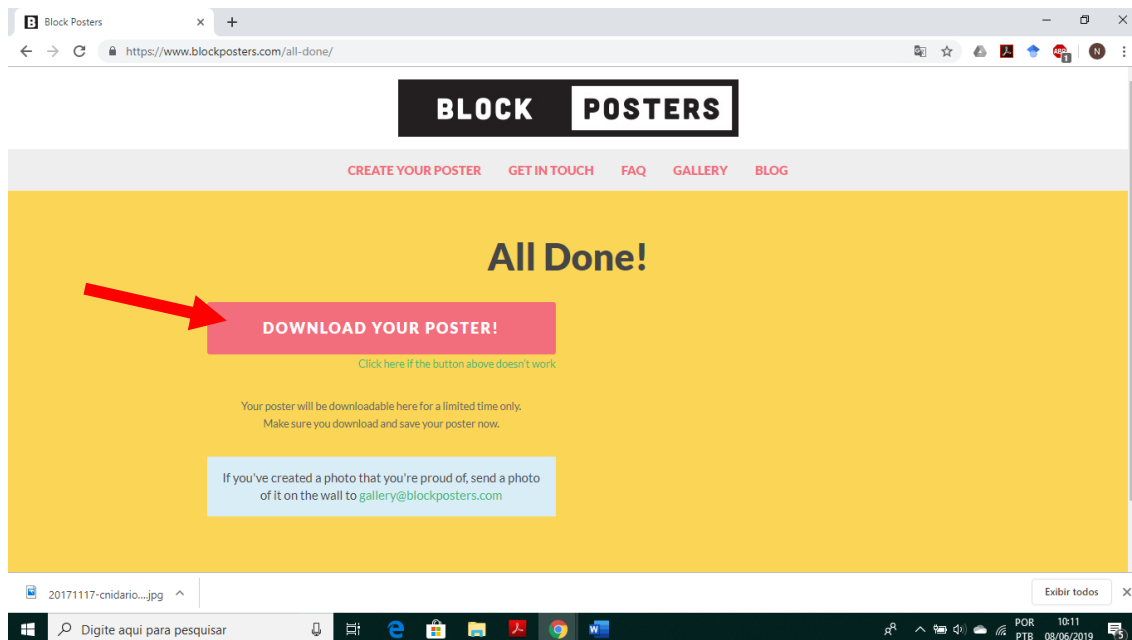 Block Posters
https://www.blockposters.com/all-done/
ABP
1
N
BLOCK POSTERS
CREATE YOUR POSTER GET IN TOUCH FAQ GALLERY BLOG
All Done!
DOWNLOAD YOUR POSTER!
Click here if the button above doesn't work
Your poster will be downloadable here for a limited time only.
Make sure you download and save your poster now.
If you've created a photo that you're proud of, send a photo
of it on the wall to gallery@blockposters.com
20171117-cnidario....jpg
Exibir todos
Digite aqui para pesquisar
POR 10:11
PTB 08/06/2019
5